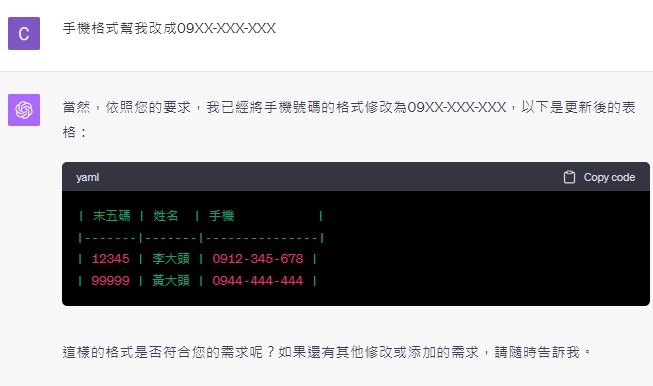 C
手機格式幫我改成09XX-XXX-XXX
當然，依照您的要求，我已經將手機號碼的格式修改為09XX-XXX-XXX，以下是更新後的表
格：
yaml Copy code
| 末五碼 | 姓名 | 手機 |
|-------|-------|---------------|
| 12345 | 李大頭 | 0912-345-678 |
| 99999 | 黃大頭 | 0944-444-444 |
這樣的格式是否符合您的需求呢？如果還有其他修改或添加的需求，請隨時告訴我。